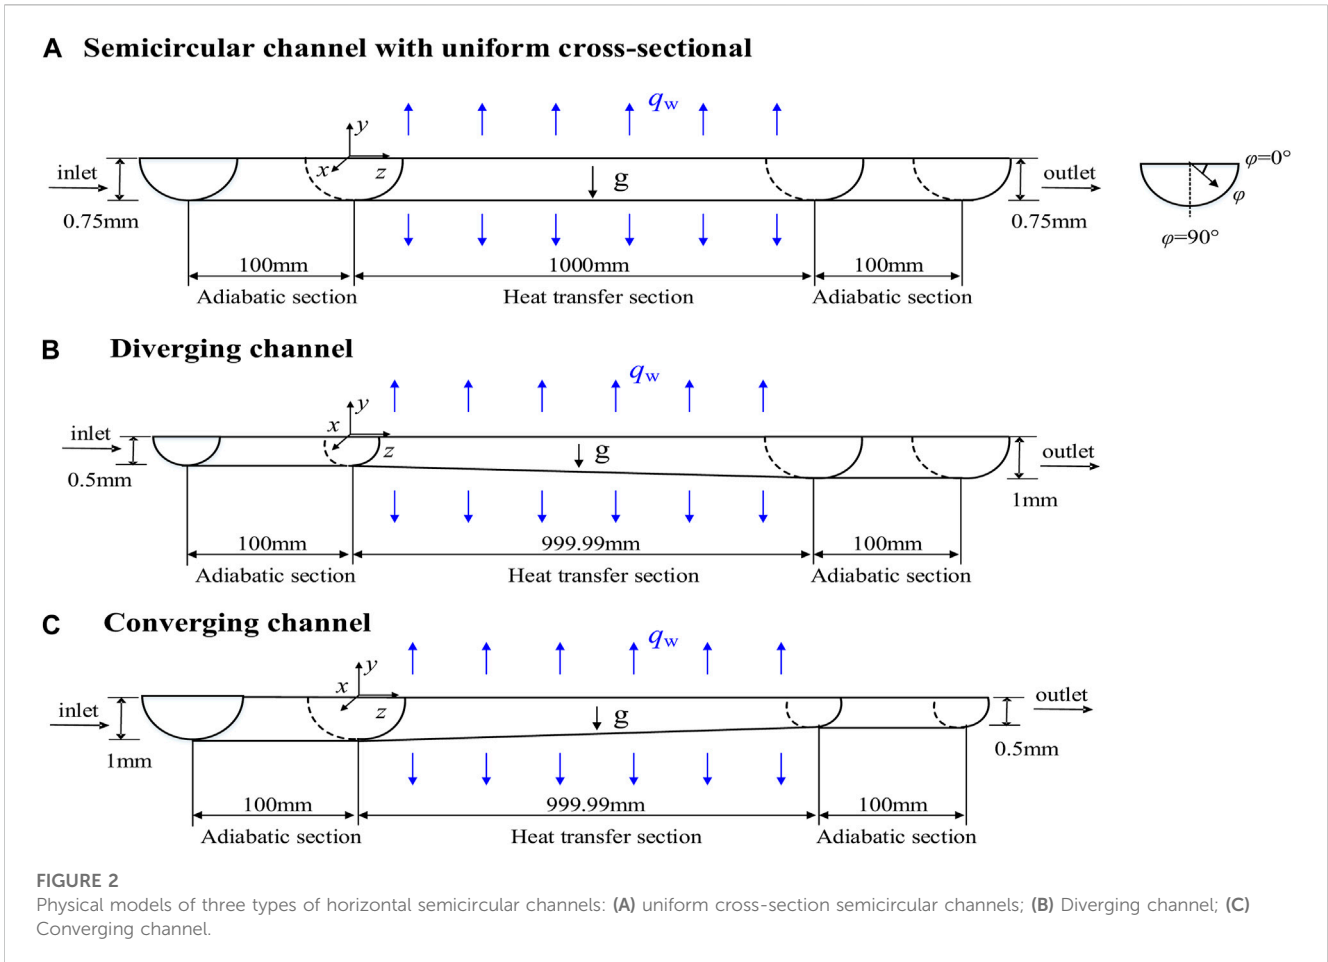 A Semicircular channel with uniform cross-sectional
qw
y
x
z
g
inlet
0.75mm
outlet
0.75mm
φ=0°
φ
φ=90°
100mm
1000mm
100mm
Adiabatic section
Heat transfer section
Adiabatic section
B Diverging channel
qw
y
x
z
g
inlet
0.5mm
outlet
1mm
100mm
999.99mm
100mm
Adiabatic section
Heat transfer section
Adiabatic section
C Converging channel
qw
y
x
z
g
inlet
1mm
outlet
0.5mm
100mm
999.99mm
100mm
Adiabatic section
Heat transfer section
Adiabatic section
FIGURE 2
Physical models of three types of horizontal semicircular channels: (A) uniform cross-section semicircular channels; (B) Diverging channel; (C)
Converging channel.